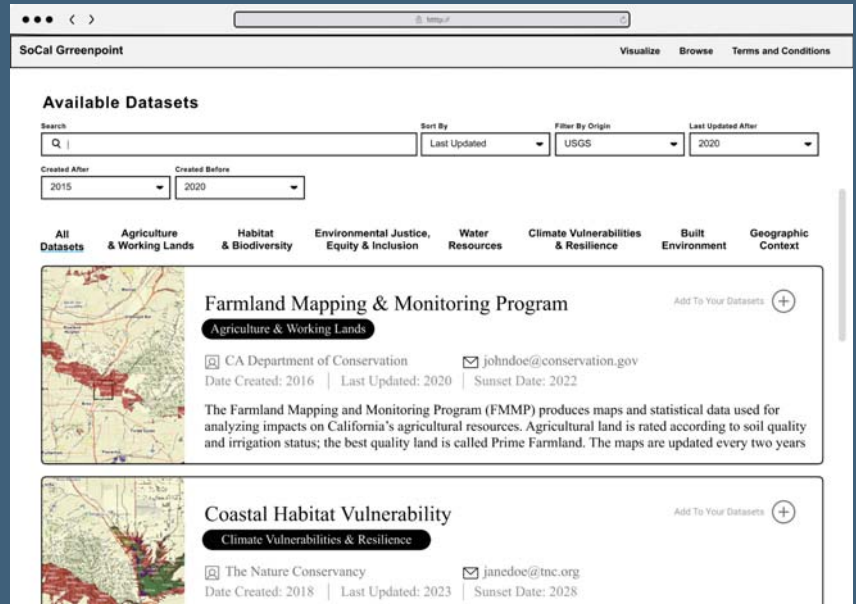 http://
SoCal Grreenpoint Visualize Browse Terms and Conditions
Available Datasets
Search Sort By Filter By Origin Last Updated After
Last Updated USGS 2020
Created After Created Before
2015 2020
All Agriculture Habitat Environmental Justice, Water Climate Vulnerabilities Built Geographic
Datasets & Working Lands & Biodiversity Equity & Inclusion Resources & Resilience Environment Context
Farmland Mapping & Monitoring Program Add To Your Datasets
Agriculture & Working Lands
CA Department of Conservation johndoe@conservation.gov
Date Created: 2016 | Last Updated: 2020 | Sunset Date: 2022
The Farmland Mapping and Monitoring Program (FMMP) produces maps and statistical data used for
analyzing impacts on California's agricultural resources. Agricultural land is rated according to soil quality
and irrigation status; the best quality land is called Prime Farmland. The maps are updated every two years
Coastal Habitat Vulnerability Add To Your Datasets
Climate Vulnerabilities & Resilience
The Nature Conservancy janedoe@tnc.org
Date Created: 2018 | Last Updated: 2023 | Sunset Date: 2028